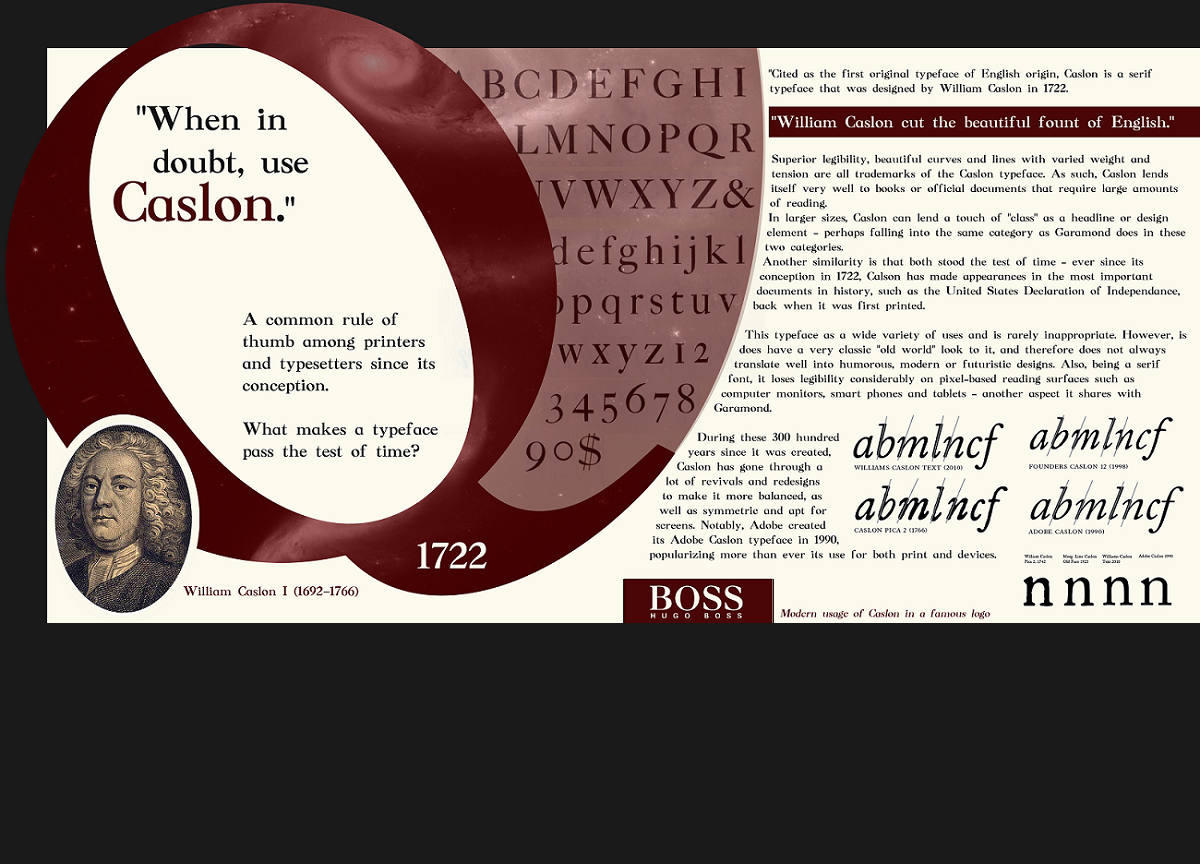 "When in
doubt, use
Caslon."
A common rule of
thumb among printers
and typesetters since its
conception.
What makes a typeface
pass the test of time?
1722
William Caslon I (1692–1766)
ABCDEFGHI
LMNOPQR
UVWXYZ&
defghijkl
opqrstuv
wxyz12
345678
90$
"Cited as the first original typeface of English origin, Caslon is a serif
typeface that was designed by William Caslon in 1722.
"William Caslon cut the beautiful fount of English."
Superior legibility, beautiful curves and lines with varied weight and
tension are all trademarks of the Caslon typeface. As such, Caslon lends
itself very well to books or official documents that require large amounts
of reading.
In larger sizes, Caslon can lend a touch of "class" as a headline or design
element – perhaps falling into the same category as Garamond does in these
two categories.
Another similarity is that both stood the test of time – ever since its
conception in 1722, Calson has made appearances in the most important
documents in history, such as the United States Declaration of Independance,
back when it was first printed.
This typeface as a wide variety of uses and is rarely inappropriate. However, is
does have a very classic "old world" look to it, and therefore does not always
translate well into humorous, modern or futuristic designs. Also, being a serif
font, it loses legibility considerably on pixel-based reading surfaces such as
computer monitors, smart phones and tablets – another aspect it shares with
Garamond.
During these 300 hundred
years since it was created,
Caslon has gone through a
lot of revivals and redesigns
to make it more balanced, as
well as symmetric and apt for
screens. Notably, Adobe created
its Adobe Caslon typeface in 1990,
popularizing more than ever its use for both print and devices.
abmlncf
WILLIAMS CASLON TEXT (2010)
abmlncf
FOUNDERS CASLON 12 (1998)
abmlncf
CASLON PICA 2 (1766)
abmlncf
ADOBE CASLON (1990)
William Caslon
Pica 2, 1742
Old Face 1923
Williams Caslon
Text 2010
Adobe Caslon 1990
n n n n
BOSS
HUGO BOSS
Modern usage of Caslon in a famous logo